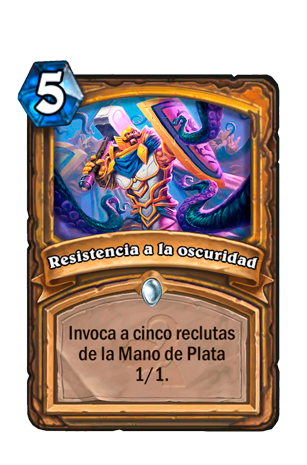 5
Resistencia a la oscuridad
Invoca a cinco reclutas
de la Mano de Plata
1/1.